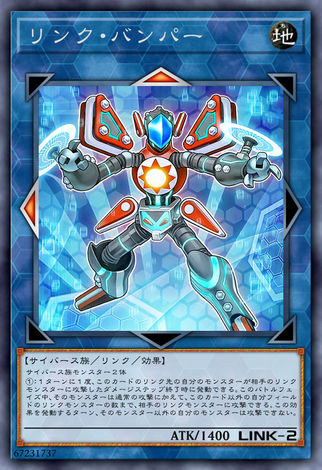 リンク・バンパー
地
【サイバース族／リンク／効果】
サイバース族モンスター２体
①：１ターンに１度、このカードのリンク先の自分のモンスターが相手のリンク
モンスターに攻撃したダメージステップ終了時に発動できる。このバトルフェイ
ズ中、そのモンスターは通常の攻撃に加えて、このカード以外の自分フィール
ドのリンクモンスターの数まで、相手のリンクモンスターに攻撃できる。この効
果を発動するターン、そのモンスター以外の自分のモンスターは攻撃できない。
ATK/1400 LINK-2
67231737